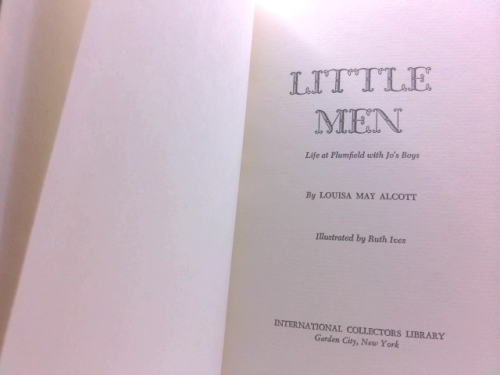 LITTLE
MEN
Life at Plumfield with Jo's Boys
By LOUISA MAY ALCOTT
Illustrated by Ruth Ives
INTERNATIONAL COLLECTORS LIBRARY
Garden City, New York